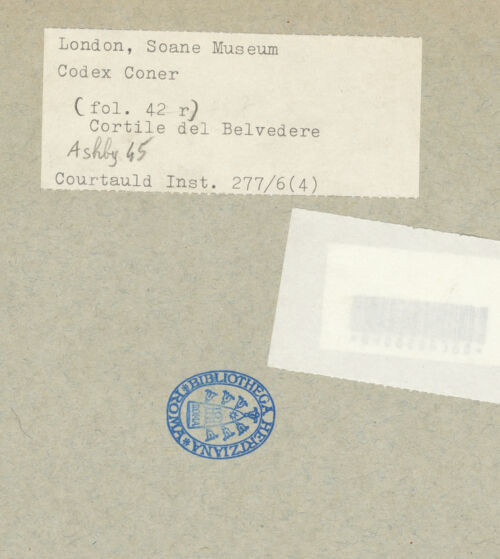 London, Soane Museum
Codex Coner
(fol. 42 r)
Cortile del Belvedere
Ashby 45
Courtauld Inst. 277/6(4)
BIBLIOTHECA HERTZIANA ROMA